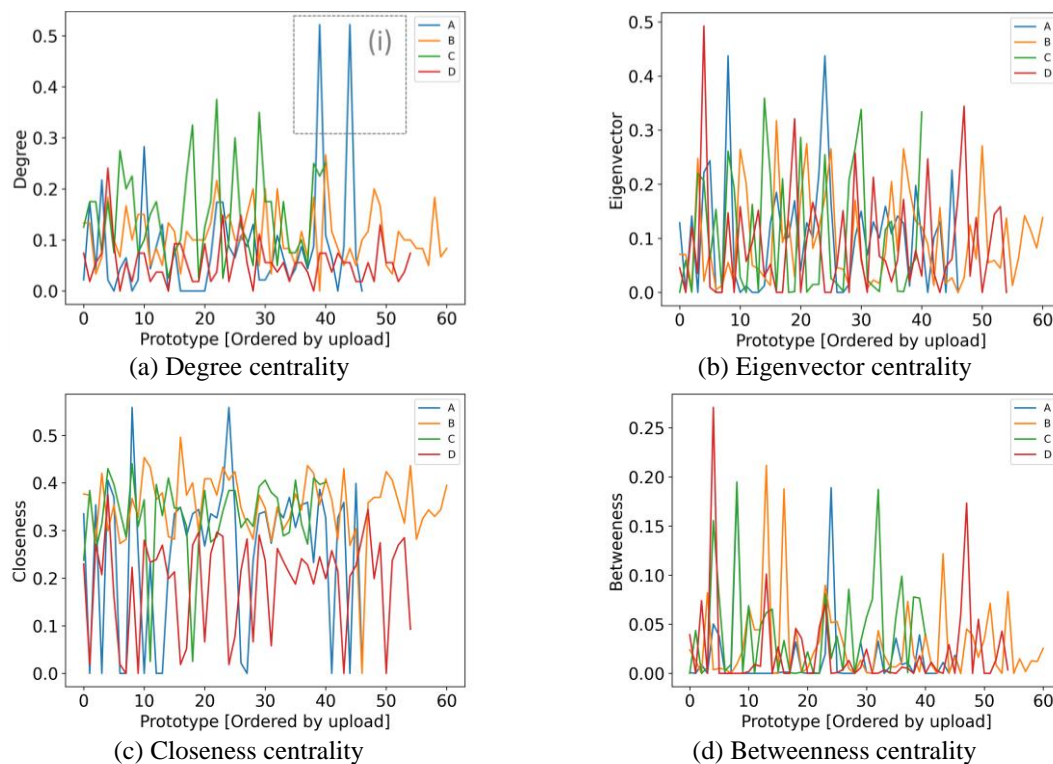 0.5
0.4
0.3
0.2
0.1
0.0
Degree
(i)
A
B
C
D
0 10 20 30 40 50 60
Prototype [Ordered by upload]
(a) Degree centrality
0.5
0.4
0.3
0.2
0.1
0.0
Eigenvector
A
B
C
D
0 10 20 30 40 50 60
Prototype [Ordered by upload]
(b) Eigenvector centrality
0.5
0.4
0.3
0.2
0.1
0.0
Closeness
A
B
C
D
0 10 20 30 40 50 60
Prototype [Ordered by upload]
(c) Closeness centrality
0.25
0.20
0.15
0.10
0.05
0.00
Betweeness
A
B
C
D
0 10 20 30 40 50 60
Prototype [Ordered by upload]
(d) Betweenness centrality